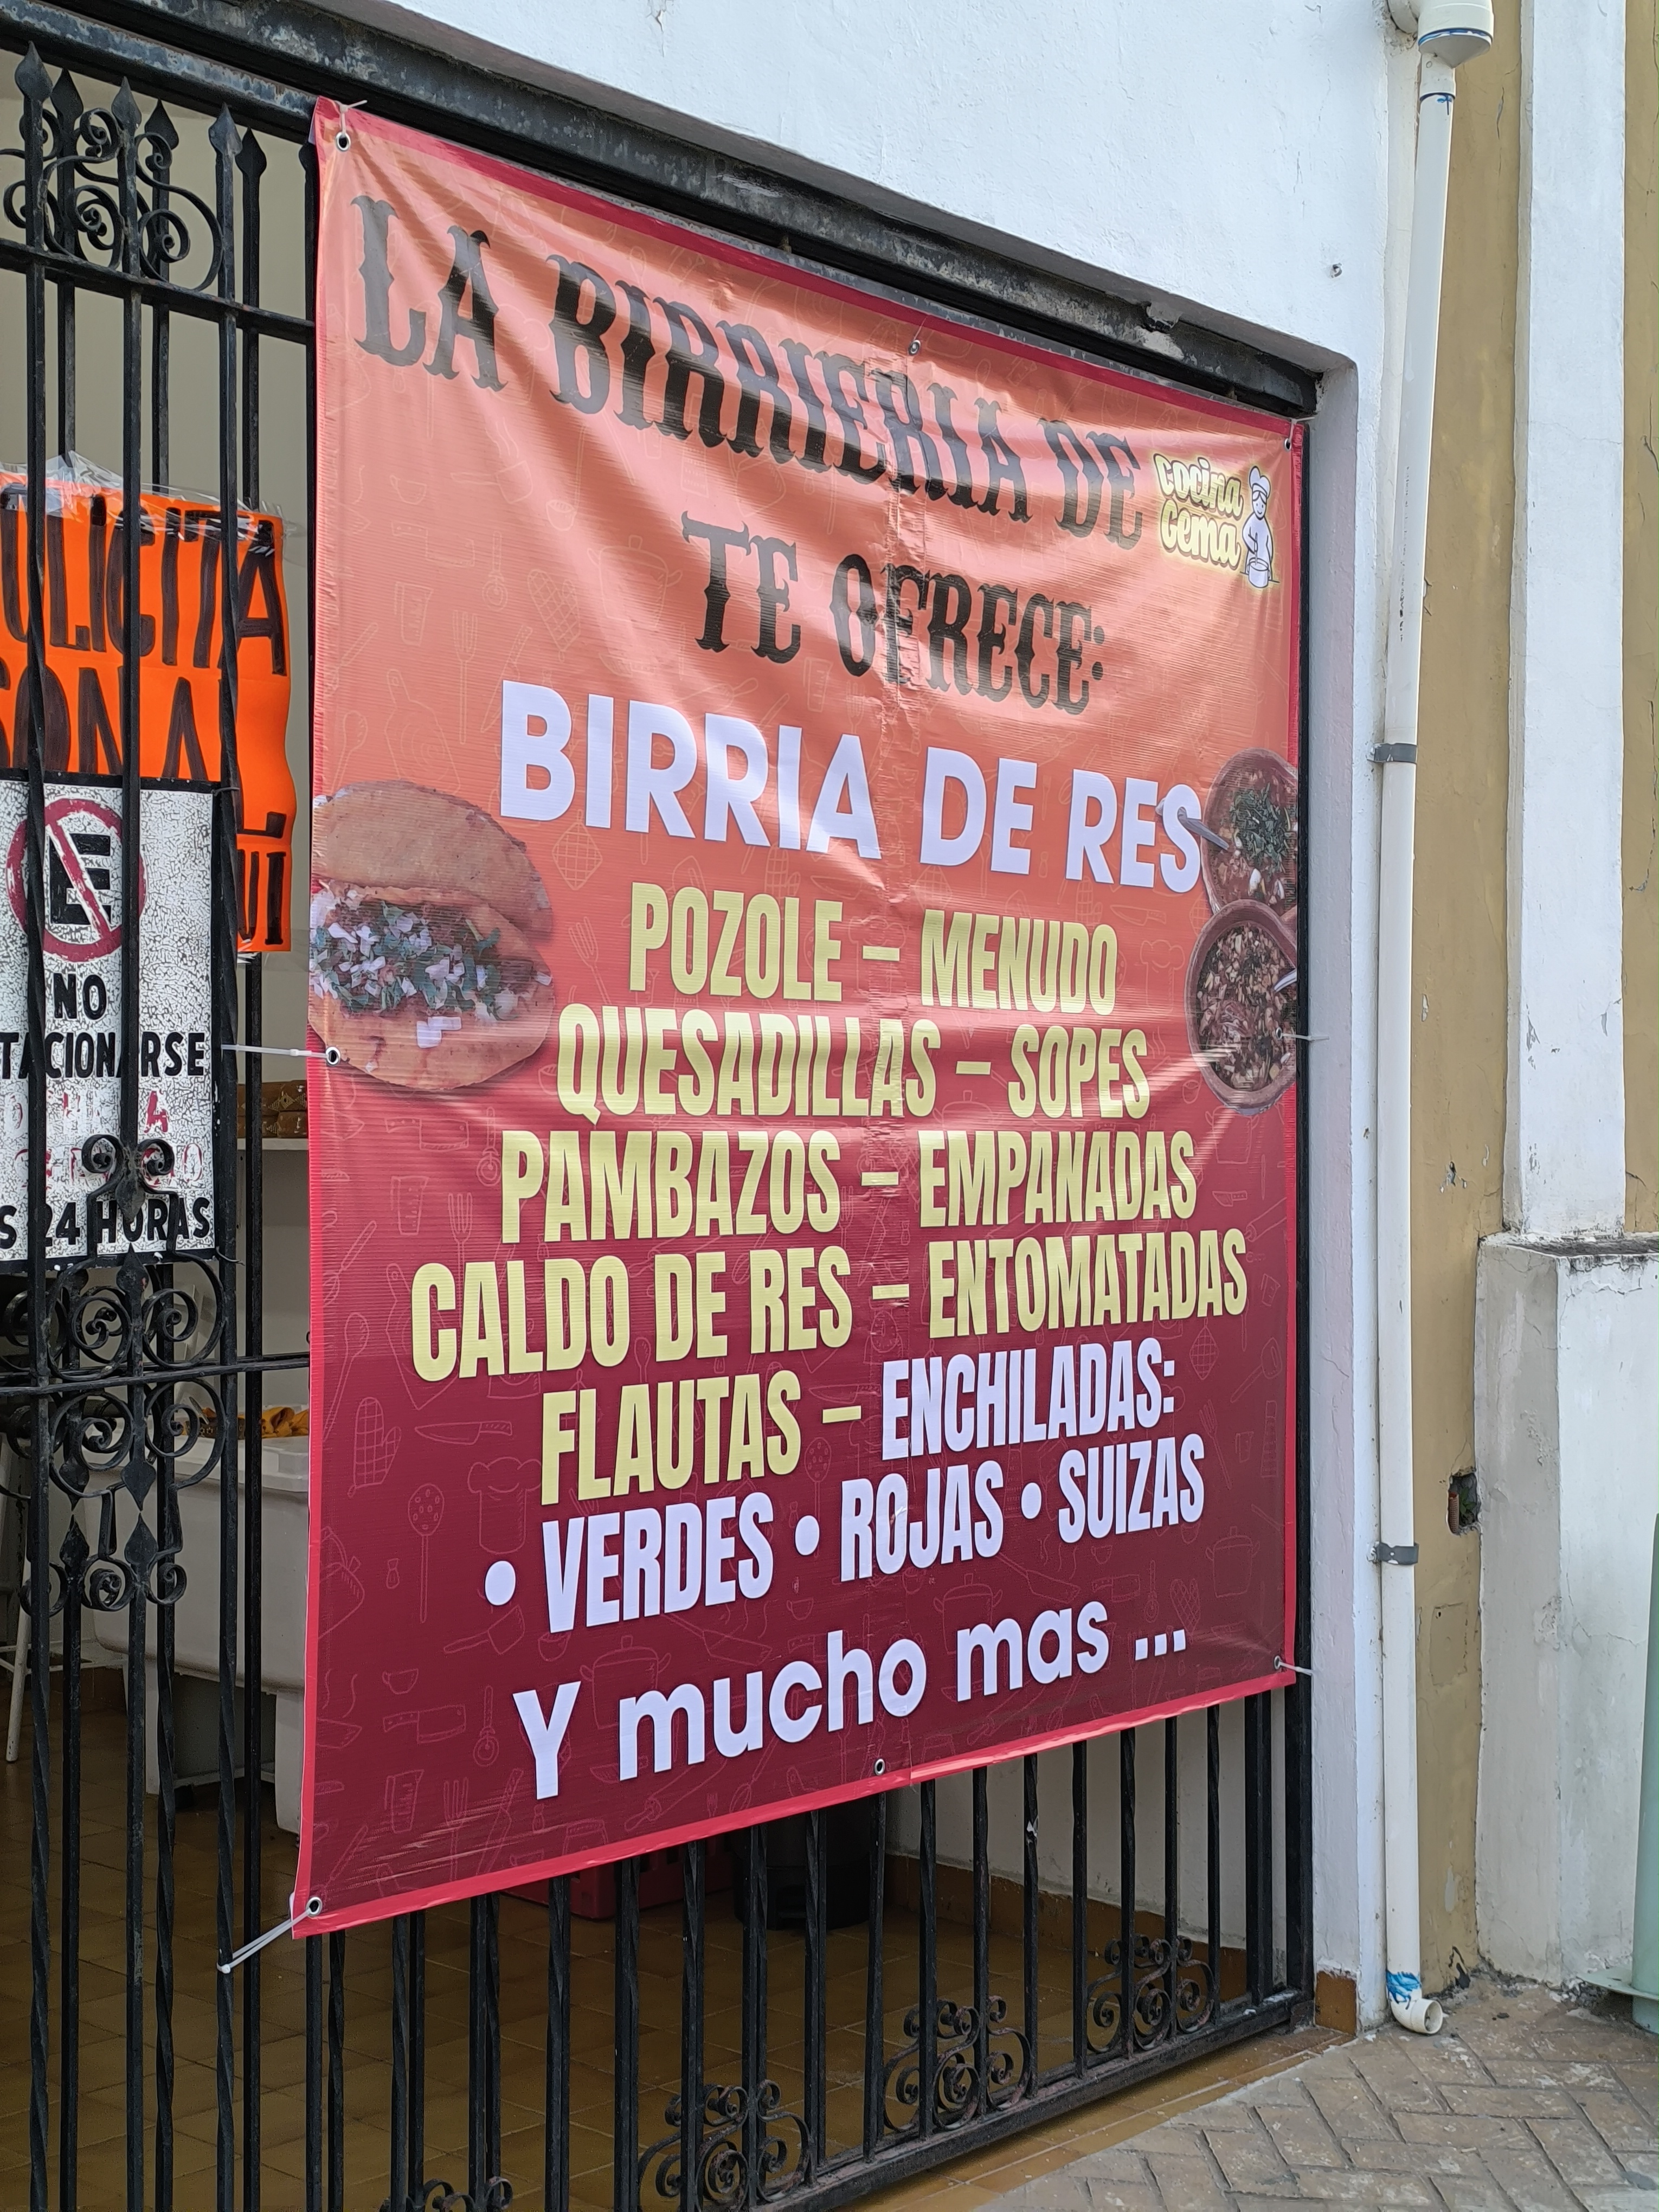 LA BIRRIERIA DE
cocina
Gema
TE OFRECE:
BIRRIA DE RES
POZOLE – MENUDO
QUESADILLAS – SOPES
PAMBAZOS – EMPANADAS
CALDO DE RES – ENTOMATADAS
FLAUTAS – ENCHILADAS:
• VERDES • ROJAS • SUIZAS
Y mucho mas ...
E
NO
24 HORAS